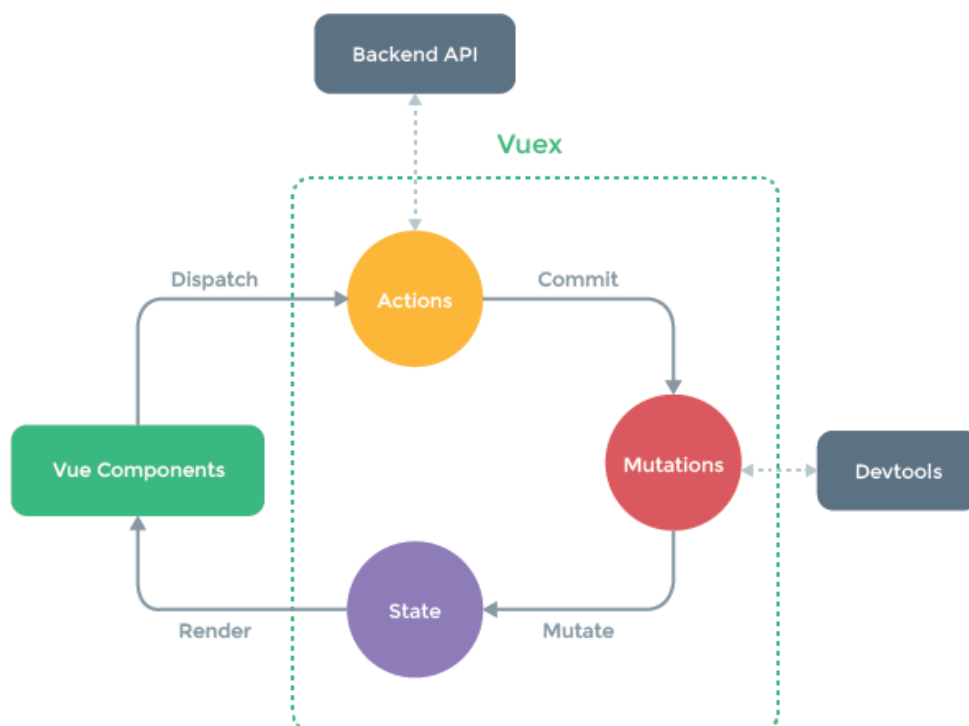 Backend API
Vuex
Dispatch
Actions
Commit
Vue Components
Mutations
Devtools
State
Render
Mutate